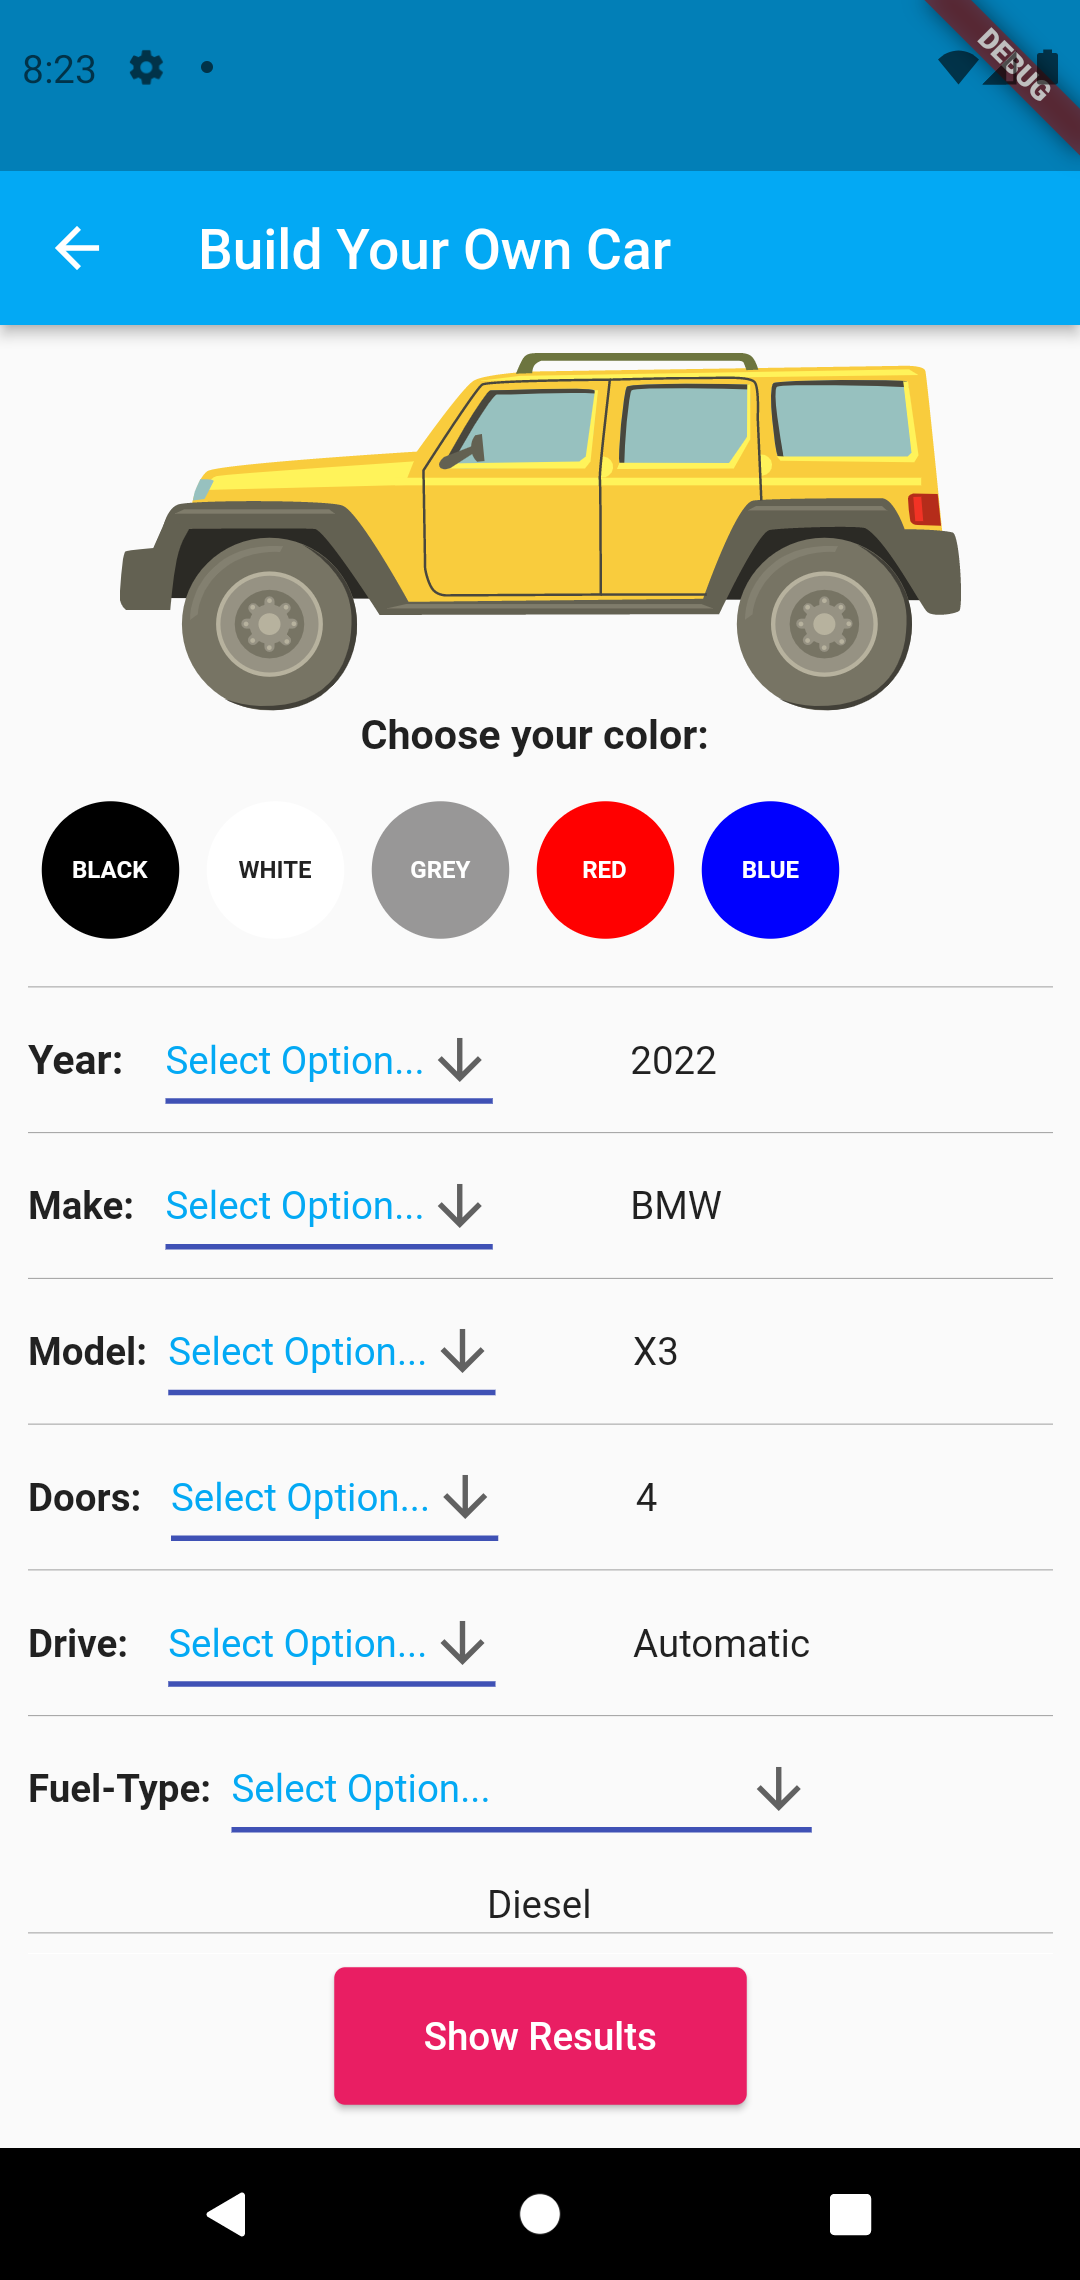 8:23
DEBUG
Build Your Own Car
Choose your color:
BLACK WHITE GREY RED BLUE
Year: Select Option... 2022
Make: Select Option... BMW
Model: Select Option... X3
Doors: Select Option... 4
Drive: Select Option... Automatic
Fuel-Type: Select Option...
Diesel
Show Results